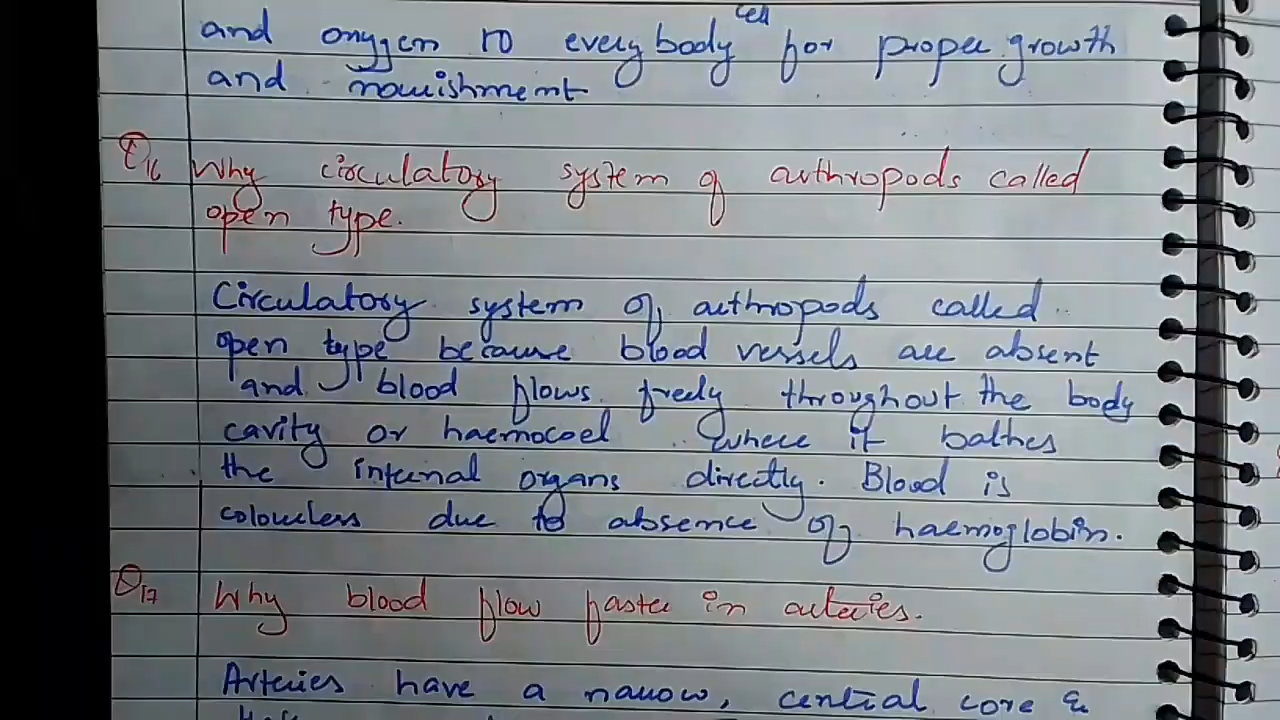 cell
and oxygen to every body for proper growth
and nourishment
Q16 Why circulatory system of arthropods called
open type.
Circulatory system of arthropods called
open type because blood vessels are absent
and blood flows freely throughout the body
cavity or haemocoel where it bathes
the internal organs directly. Blood is
colourless due to absence of haemoglobin.
Q17 Why blood flow faster in arteries.
Arteries have a narrow, central core &